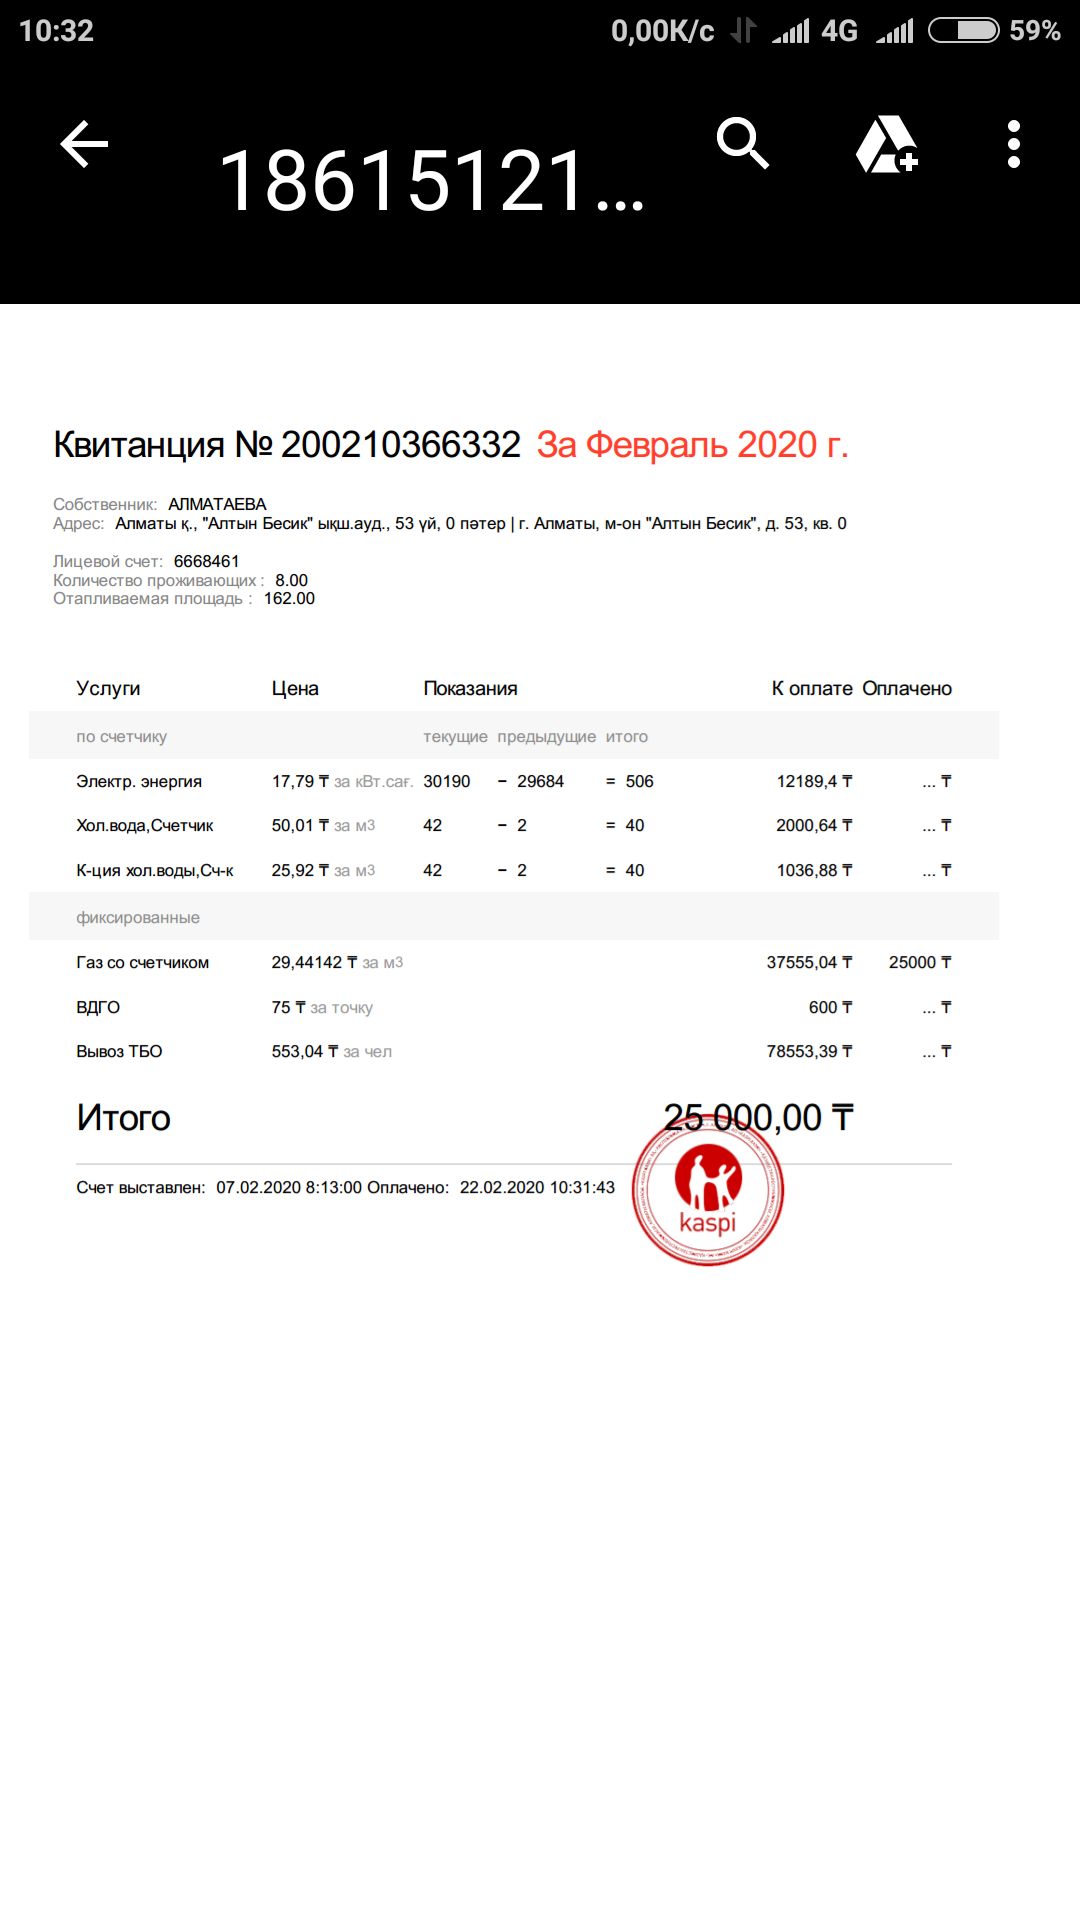 10:32 0,00K/с 4G 59%
18615121...
Квитанция № 200210366332 За Февраль 2020 г.
Собственник: АЛМАТАЕВА
Адрес: Алматы қ., "Алтын Бесик" ықш.ауд., 53 үй, 0 пәтер | г. Алматы, м-он "Алтын Бесик", д. 53, кв. 0
Лицевой счет: 6668461
Количество проживающих : 8.00
Отапливаемая площадь : 162.00
Услуги Цена Показания К оплате Оплачено
по счетчику текущие предыдущие итого
Электр. энергия 17,79 ₸ за кВт.сағ. 30190 − 29684 = 506 12189,4 ₸ ... ₸
Хол.вода,Счетчик 50,01 ₸ за м3 42 − 2 = 40 2000,64 ₸ ... ₸
К-ция хол.воды,Сч-к 25,92 ₸ за м3 42 − 2 = 40 1036,88 ₸ ... ₸
фиксированные
Газ со счетчиком 29,44142 ₸ за м3 37555,04 ₸ 25000 ₸
ВДГО 75 ₸ за точку 600 ₸ ... ₸
Вывоз ТБО 553,04 ₸ за чел 78553,39 ₸ ... ₸
Итого 25 000,00 ₸
Счет выставлен: 07.02.2020 8:13:00 Оплачено: 22.02.2020 10:31:43
kaspi